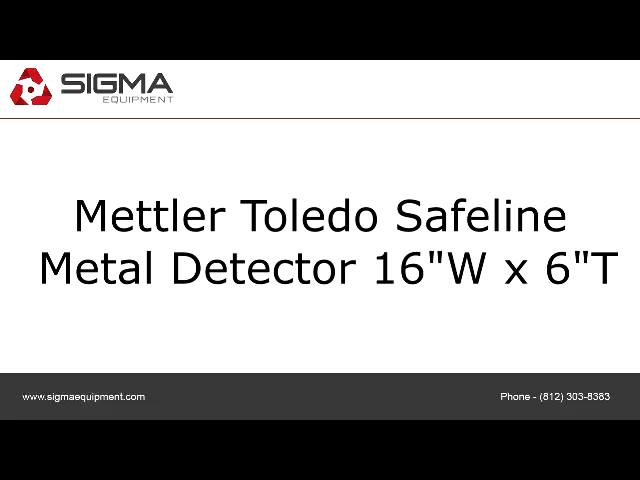 SIGMA
EQUIPMENT
Mettler Toledo Safeline
Metal Detector 16"W x 6"T
www.sigmaequipment.com
Phone - (812) 303-8383